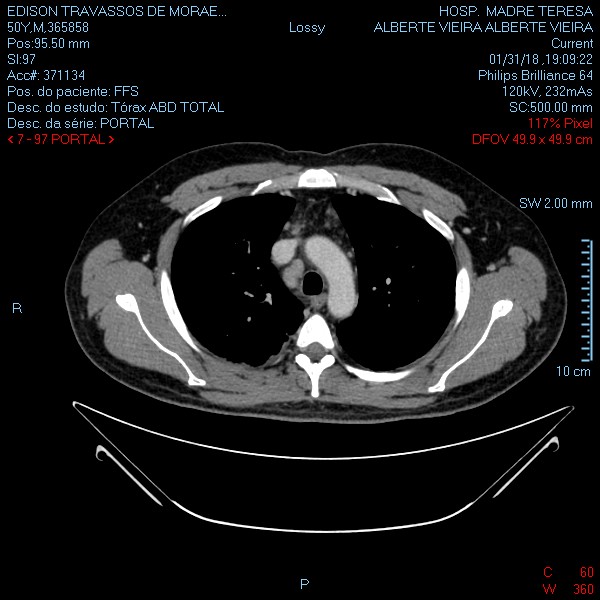 EDISON TRAVASSOS DE MORAE...
50Y,M,365858
Pos:95.50 mm
SI:97
Acc#: 371134
Pos. do paciente: FFS
Desc. do estudo: Tórax ABD TOTAL
Desc. da série: PORTAL
< 7 - 97 PORTAL >
Lossy
HOSP. MADRE TERESA
ALBERTE VIEIRA ALBERTE VIEIRA
Current
01/31/18 ,19:09:22
Philips Brilliance 64
120kV, 232mAs
SC:500.00 mm
117% Pixel
DFOV 49.9 x 49.9 cm
SW 2.00 mm
R
10 cm
P
C 60
W 360